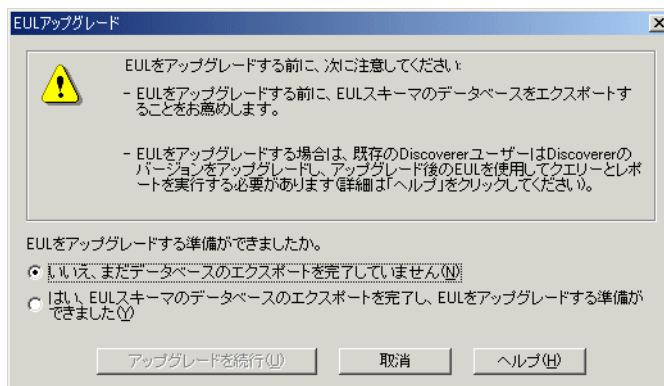 EULアップグレード
EULをアップグレードする前に、次に注意してください:
- EULをアップグレードする前に、EULスキーマのデータベースをエクスポートす
ることをお薦めします。
- EULをアップグレードする場合は、既存のDiscovererユーザーはDiscovererの
バージョンをアップグレードし、アップグレード後のEULを使用してクエリーとレポ
ートを実行する必要があります(詳細は「ヘルプ」をクリックしてください)。
EULをアップグレードする準備ができましたか。
いいえ、まだデータベースのエクスポートを完了していません(N)
はい、EULスキーマのデータベースのエクスポートを完了し、EULをアップグレードする準備が
できました(Y)
アップグレードを続行(U)
取消
ヘルプ(H)